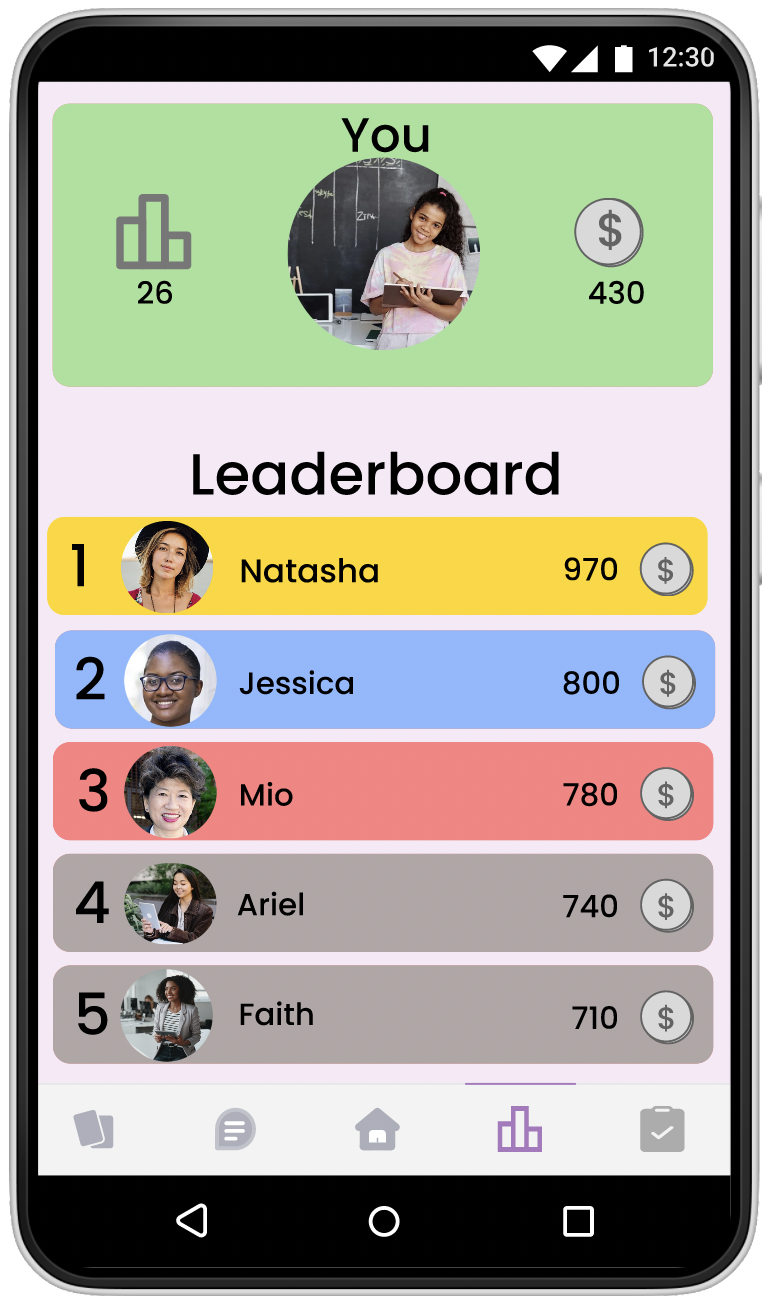 12:30
You
$
26
430
Leaderboard
1 Natasha 970 $
2 Jessica 800 $
3 Mio 780 $
4 Ariel 740 $
5 Faith 710 $